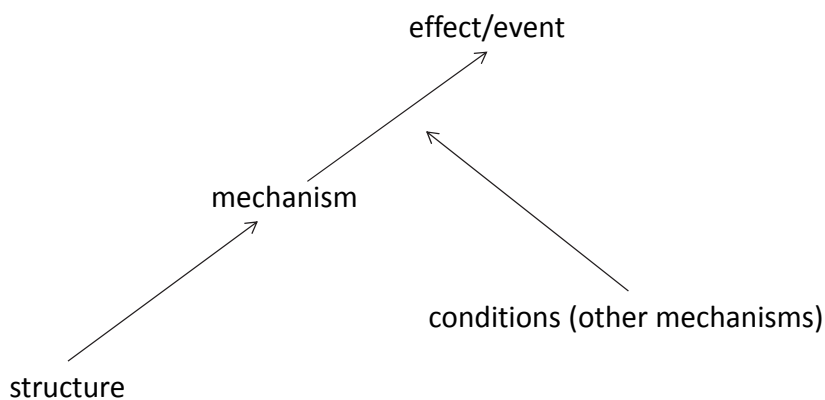 effect/event
mechanism
conditions (other mechanisms)
structure